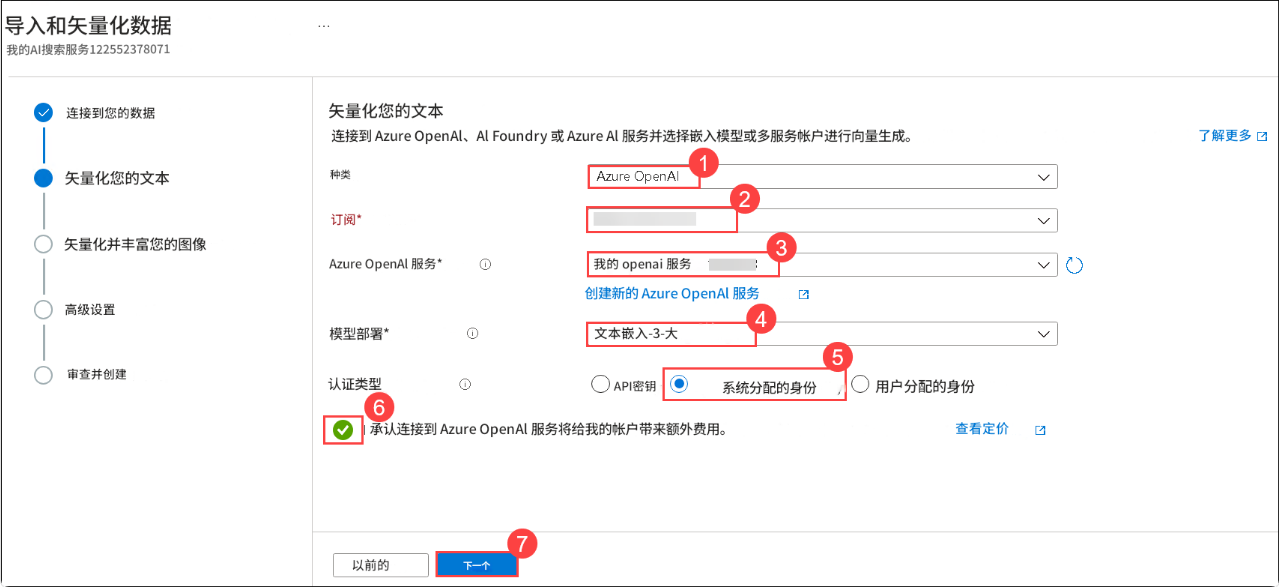 导入和矢量化数据
...
我的AI搜索服务122552378071
连接到您的数据
矢量化您的文本
矢量化并丰富您的图像
高级设置
审查并创建
矢量化您的文本
连接到 Azure OpenAI、AI Foundry 或 Azure AI 服务并选择嵌入模型或多服务帐户进行向量生成。
了解更多
种类
Azure OpenAI
1
订阅*
2
Azure OpenAI 服务*
我的 openai 服务
3
创建新的 Azure OpenAI 服务
模型部署*
文本嵌入-3-大
4
认证类型
API密钥
系统分配的身份
5
用户分配的身份
6
承认连接到 Azure OpenAI 服务将给我的帐户带来额外费用。
查看定价
以前的
下一个
7